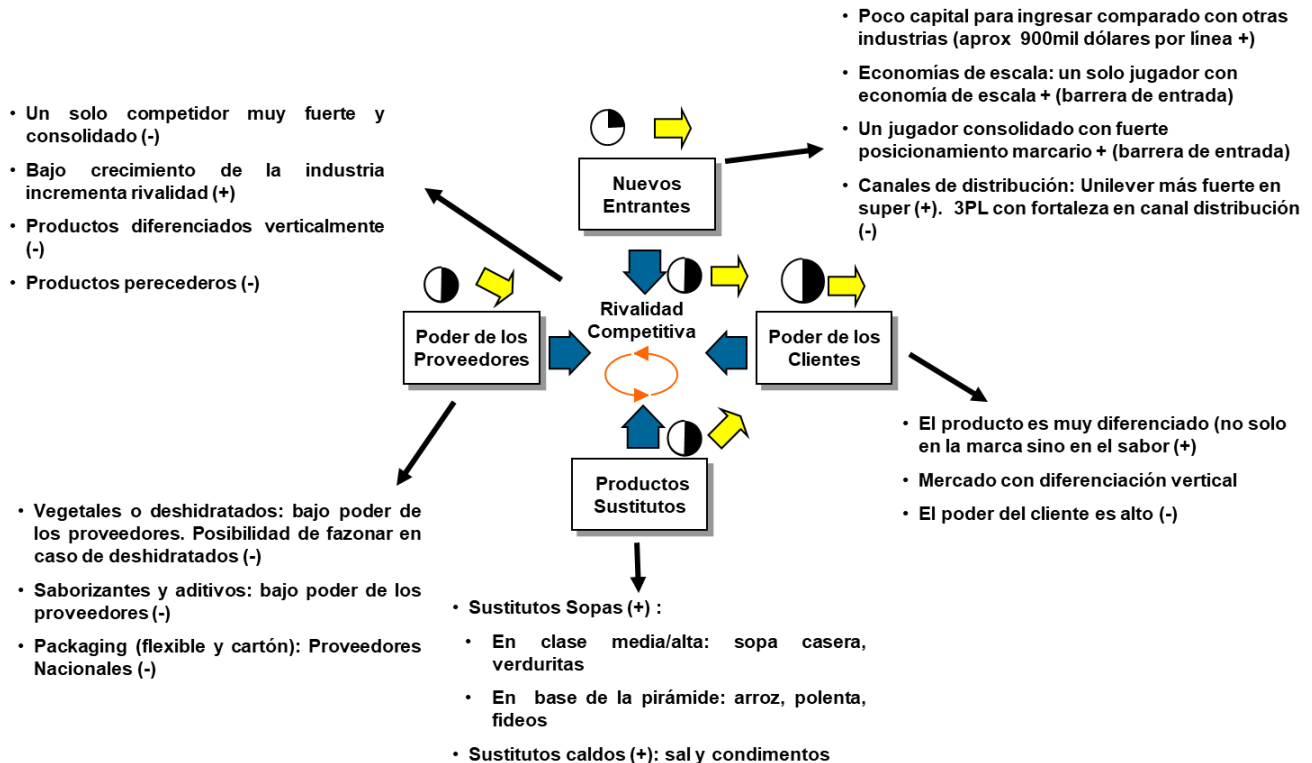 • Poco capital para ingresar comparado con otras
industrias (aprox 900mil dólares por línea +)
• Economías de escala: un solo jugador con
economía de escala + (barrera de entrada)
• Un jugador consolidado con fuerte
posicionamiento marcario + (barrera de entrada)
• Canales de distribución: Unilever más fuerte en
super (+). 3PL con fortaleza en canal distribución
(-)
• Un solo competidor muy fuerte y
consolidado (-)
• Bajo crecimiento de la industria
incrementa rivalidad (+)
• Productos diferenciados verticalmente
(-)
• Productos perecederos (-)
Nuevos
Entrantes
Rivalidad
Competitiva
Poder de los
Proveedores
Poder de los
Clientes
Productos
Sustitutos
• El producto es muy diferenciado (no solo
en la marca sino en el sabor (+)
• Mercado con diferenciación vertical
• El poder del cliente es alto (-)
• Vegetales o deshidratados: bajo poder de
los proveedores. Posibilidad de fazonar en
caso de deshidratados (-)
• Saborizantes y aditivos: bajo poder de los
proveedores (-)
• Packaging (flexible y cartón): Proveedores
Nacionales (-)
• Sustitutos Sopas (+) :
• En clase media/alta: sopa casera,
verduritas
• En base de la pirámide: arroz, polenta,
fideos
• Sustitutos caldos (+): sal y condimentos